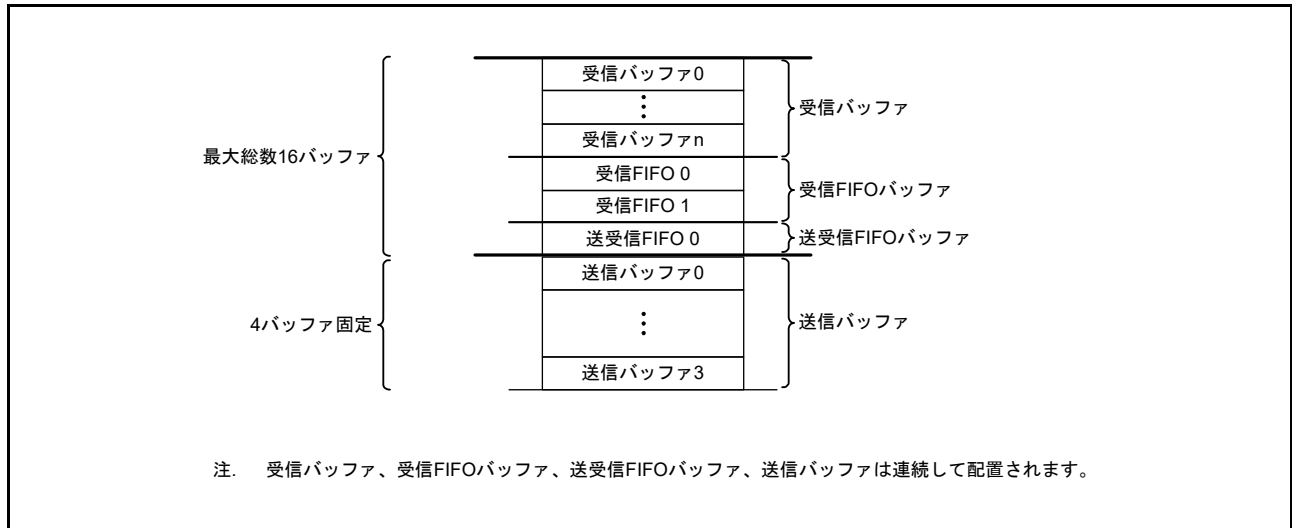 受信バッファ0
⋮
受信バッファn
受信FIFO 0
受信FIFO 1
送受信FIFO 0
送信バッファ0
⋮
送信バッファ3
最大総数16バッファ
4バッファ固定
受信バッファ
受信FIFOバッファ
送受信FIFOバッファ
送信バッファ
注. 受信バッファ、受信FIFOバッファ、送受信FIFOバッファ、送信バッファは連続して配置されます。